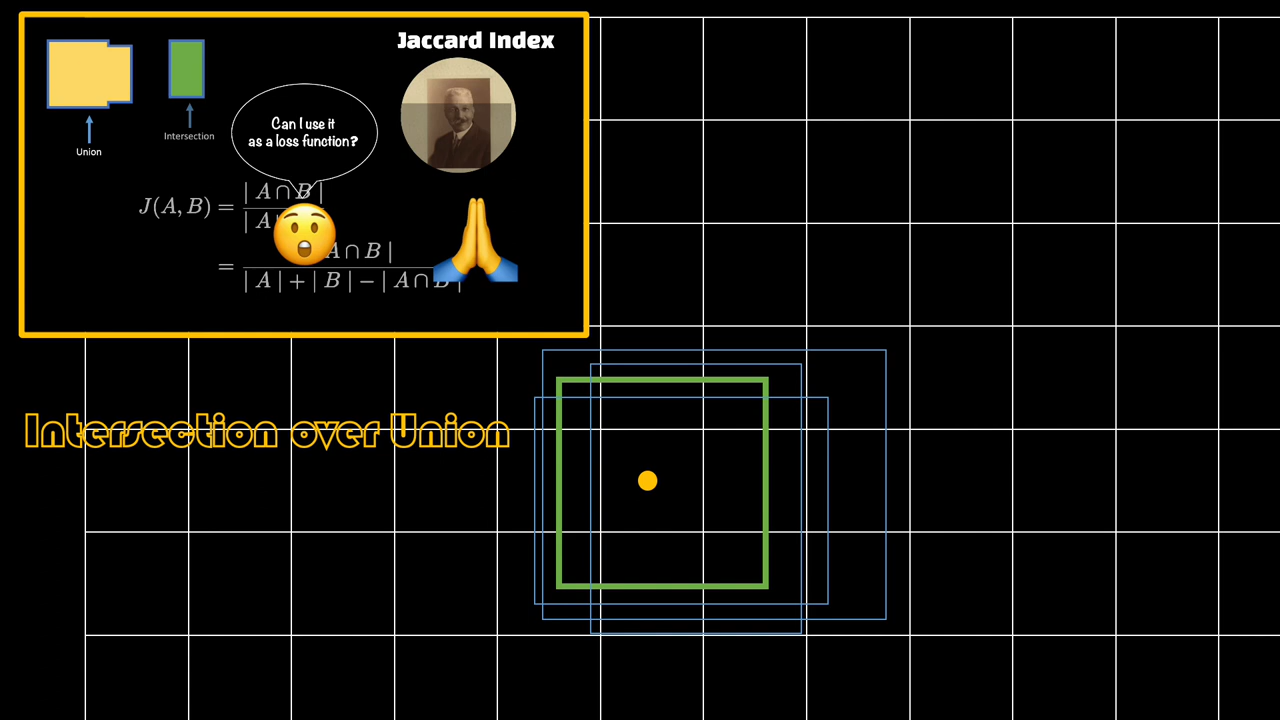 Jaccard Index
Can I use it
as a loss function?
Intersection
Union
J(A, B) = | A ∩ B |
| A
= A ∩ B |
| A | + | B | − | A ∩ B |
Intersection over Union